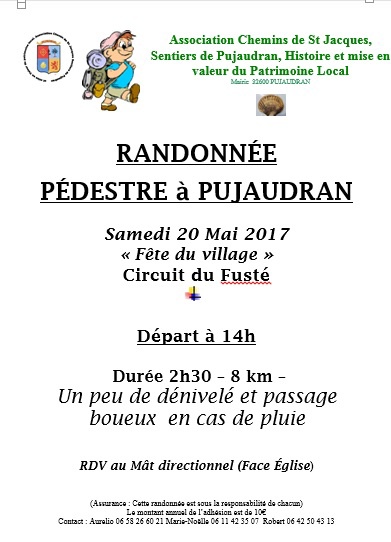 Association Chemins de St Jacques,
Sentiers de Pujaudran, Histoire et mise en
valeur du Patrimoine Local
Mairie 32600 PUJAUDRAN
RANDONNÉE
PÉDESTRE à PUJAUDRAN
Samedi 20 Mai 2017
« Fête du village »
Circuit du Fusté
Départ à 14h
Durée 2h30 – 8 km –
Un peu de dénivelé et passage
boueux en cas de pluie
RDV au Mât directionnel (Face Église)
(Assurance : Cette randonnée est sous la responsabilité de chacun)
Le montant annuel de l'adhésion est de 10€
Contact : Aurelio 06 58 26 60 21 Marie-Noëlle 06 11 42 35 07 Robert 06 42 50 43 13